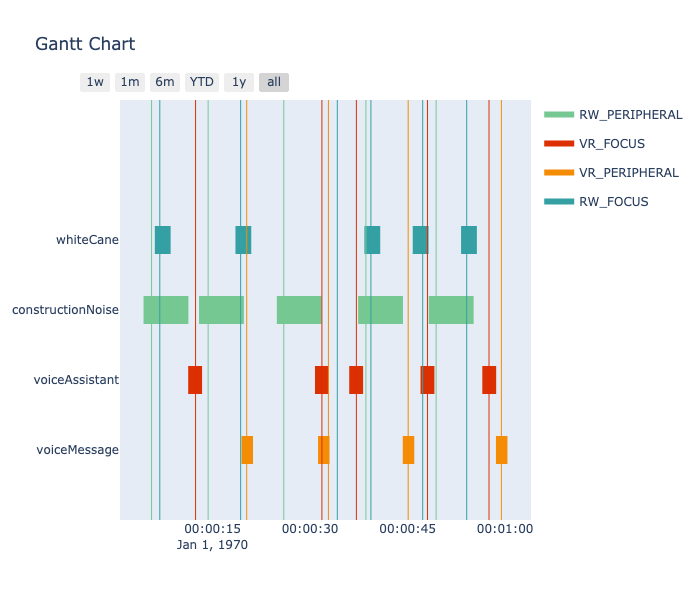 Gantt Chart
1w 1m 6m YTD 1y all
RW_PERIPHERAL
VR_FOCUS
VR_PERIPHERAL
RW_FOCUS
whiteCane
constructionNoise
voiceAssistant
voiceMessage
00:00:15 00:00:30 00:00:45 00:01:00
Jan 1, 1970